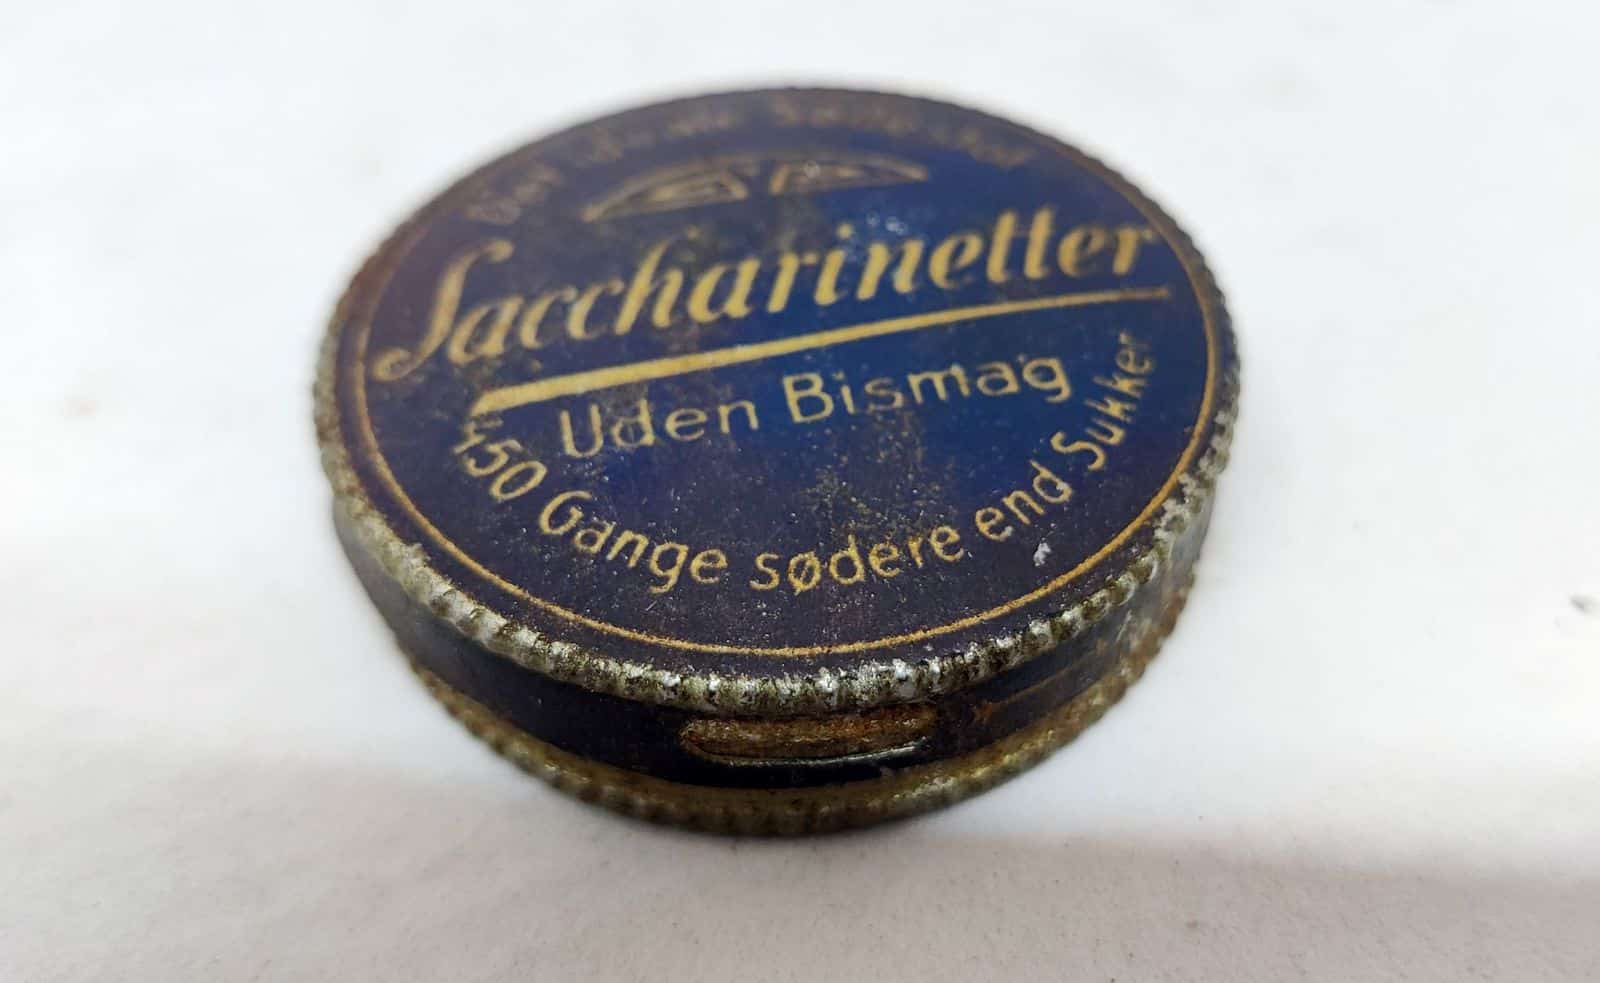 Saccharinetter
Uden Bismag
450 Gange sødere end Sukker